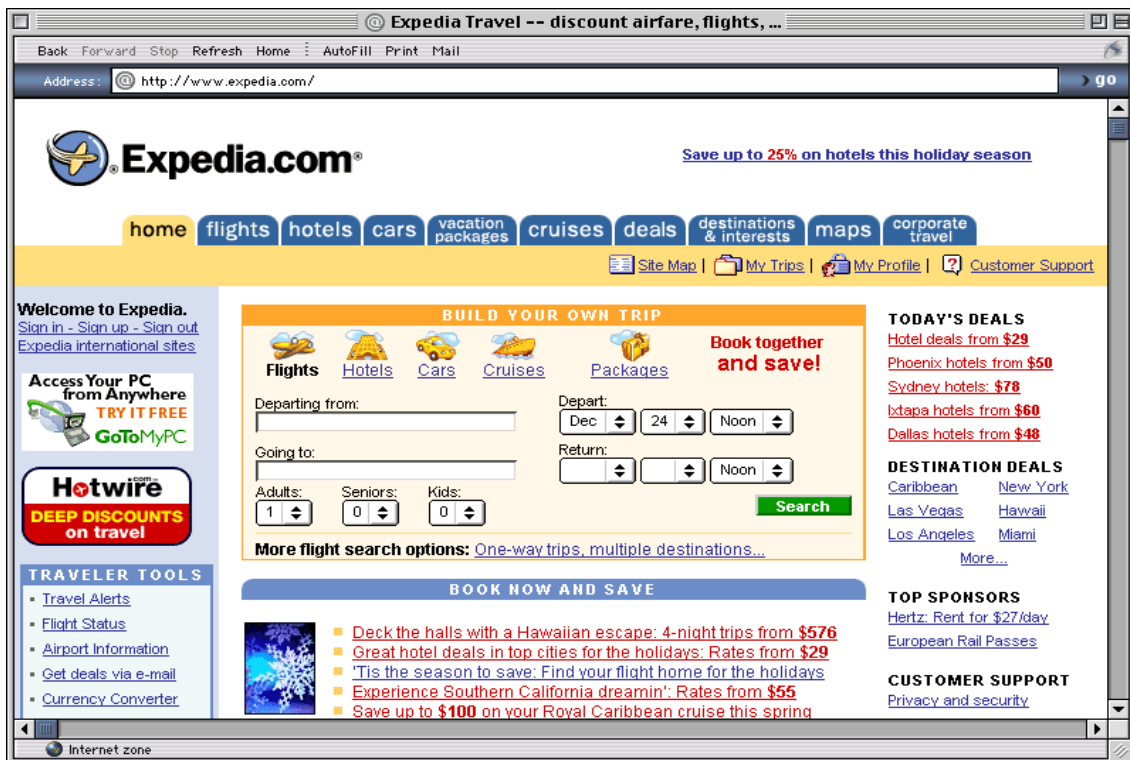 Expedia Travel -- discount airfare, flights, ...
Back Forward Stop Refresh Home AutoFill Print Mail
Address: http://www.expedia.com/ go
Expedia.com
Save up to 25% on hotels this holiday season
home flights hotels cars vacation packages cruises deals destinations & interests maps corporate travel
Site Map | My Trips | My Profile | Customer Support
Welcome to Expedia.
Sign in - Sign up - Sign out
Expedia international sites
Access Your PC
from Anywhere
TRY IT FREE
GoToMyPC
Hotwire.com
DEEP DISCOUNTS
on travel
TRAVELER TOOLS
Travel Alerts
Flight Status
Airport Information
Get deals via e-mail
Currency Converter
BUILD YOUR OWN TRIP
Flights Hotels Cars Cruises Packages
Book together
and save!
Departing from:
Depart:
Dec 24 Noon
Going to:
Return:
Noon
Adults: Seniors: Kids:
1 0 0
Search
More flight search options: One-way trips, multiple destinations...
BOOK NOW AND SAVE
Deck the halls with a Hawaiian escape: 4-night trips from $576
Great hotel deals in top cities for the holidays: Rates from $29
'Tis the season to save: Find your flight home for the holidays
Experience Southern California dreamin': Rates from $55
Save up to $100 on your Royal Caribbean cruise this spring
TODAY'S DEALS
Hotel deals from $29
Phoenix hotels from $50
Sydney hotels: $78
Ixtapa hotels from $60
Dallas hotels from $48
DESTINATION DEALS
Caribbean New York
Las Vegas Hawaii
Los Angeles Miami
More...
TOP SPONSORS
Hertz: Rent for $27/day
European Rail Passes
CUSTOMER SUPPORT
Privacy and security
Internet zone